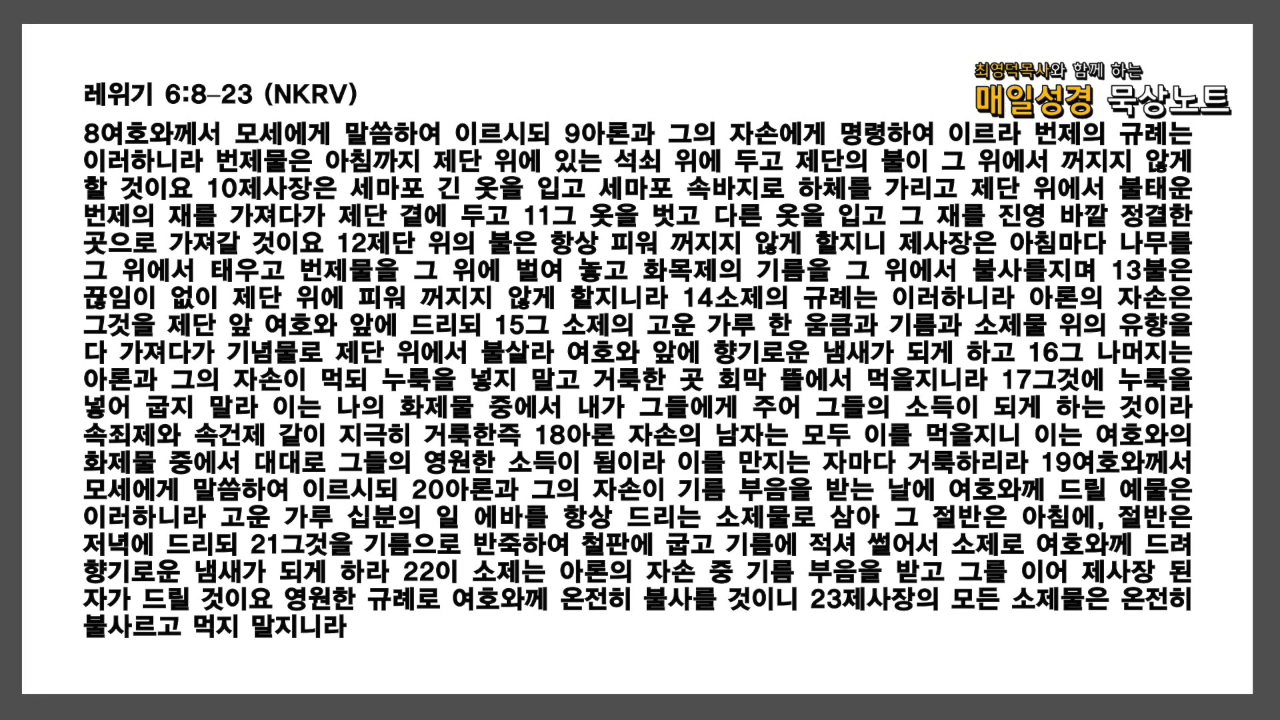 최영덕목사와 함께 하는
매일성경 묵상노트
레위기 6:8–23 (NKRV)
8여호와께서 모세에게 말씀하여 이르시되 9아론과 그의 자손에게 명령하여 이르라 번제의 규례는
이러하니라 번제물은 아침까지 제단 위에 있는 석쇠 위에 두고 제단의 불이 그 위에서 꺼지지 않게
할 것이요 10제사장은 세마포 긴 옷을 입고 세마포 속바지로 하체를 가리고 제단 위에서 불태운
번제의 재를 가져다가 제단 곁에 두고 11그 옷을 벗고 다른 옷을 입고 그 재를 진영 바깥 정결한
곳으로 가져갈 것이요 12제단 위의 불은 항상 피워 꺼지지 않게 할지니 제사장은 아침마다 나무를
그 위에서 태우고 번제물을 그 위에 벌여 놓고 화목제의 기름을 그 위에서 불사를지며 13불은
끊임이 없이 제단 위에 피워 꺼지지 않게 할지니라 14소제의 규례는 이러하니라 아론의 자손은
그것을 제단 앞 여호와 앞에 드리되 15그 소제의 고운 가루 한 움큼과 기름과 소제물 위의 유향을
다 가져다가 기념물로 제단 위에서 불살라 여호와 앞에 향기로운 냄새가 되게 하고 16그 나머지는
아론과 그의 자손이 먹되 누룩을 넣지 말고 거룩한 곳 회막 뜰에서 먹을지니라 17그것에 누룩을
넣어 굽지 말라 이는 나의 화제물 중에서 내가 그들에게 주어 그들의 소득이 되게 하는 것이라
속죄제와 속건제 같이 지극히 거룩한즉 18아론 자손의 남자는 모두 이를 먹을지니 이는 여호와의
화제물 중에서 대대로 그들의 영원한 소득이 됨이라 이를 만지는 자마다 거룩하리라 19여호와께서
모세에게 말씀하여 이르시되 20아론과 그의 자손이 기름 부음을 받는 날에 여호와께 드릴 예물은
이러하니라 고운 가루 십분의 일 에바를 항상 드리는 소제물로 삼아 그 절반은 아침에, 절반은
저녁에 드리되 21그것을 기름으로 반죽하여 철판에 굽고 기름에 적셔 썰어서 소제로 여호와께 드려
향기로운 냄새가 되게 하라 22이 소제는 아론의 자손 중 기름 부음을 받고 그를 이어 제사장 된
자가 드릴 것이요 영원한 규례로 여호와께 온전히 불사를 것이니 23제사장의 모든 소제물은 온전히
불사르고 먹지 말지니라